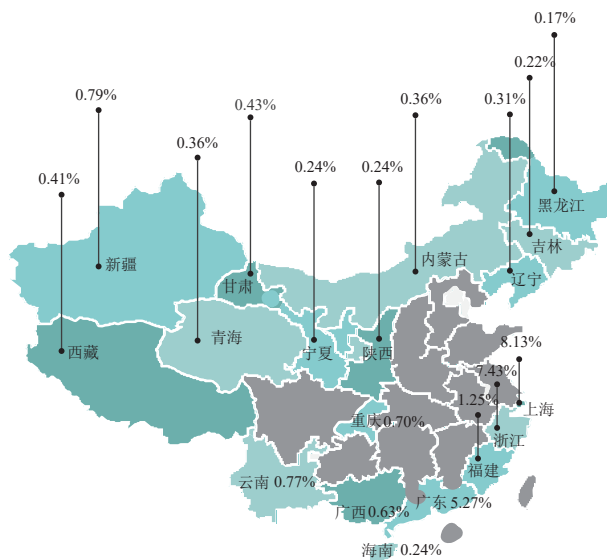 0.17%
0.22%
0.79%
0.36%
0.43%
0.31%
0.36%
0.24%
0.24%
0.41%
黑龙江
吉林
内蒙古
新疆
辽宁
甘肃
青海
宁夏
陕西
西藏
8.13%
7.43%
1.25%
上海
重庆0.70%
浙江
福建
云南 0.77%
广东 5.27%
广西0.63%
海南 0.24%